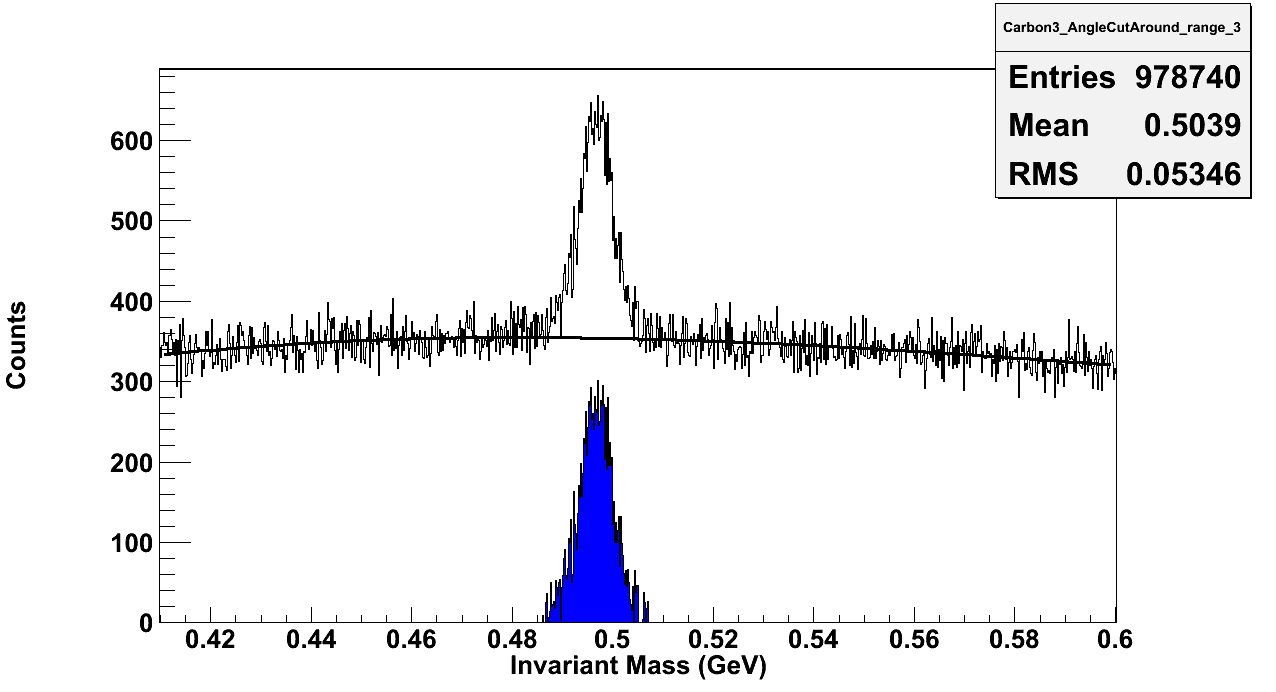 Carbon3_AngleCutAround_range_3
Entries 978740
Mean 0.5039
RMS 0.05346
600
500
400
300
200
100
0
Counts
0.42 0.44 0.46 0.48 0.5 0.52 0.54 0.56 0.58 0.6
Invariant Mass (GeV)